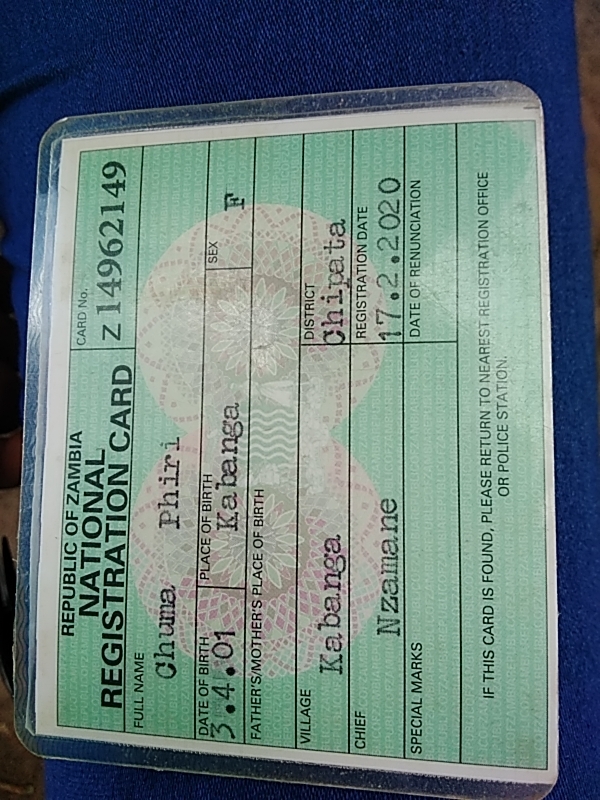 REPUBLIC OF ZAMBIA
NATIONAL
REGISTRATION CARD
CARD No.
Z14962149
FULL NAME
Chuma Phiri
DATE OF BIRTH
3.4.01
PLACE OF BIRTH
Kabanga
SEX
F
FATHER'S/MOTHER'S PLACE OF BIRTH
VILLAGE
Kabanga
DISTRICT
Chipata
CHIEF
Nzamane
REGISTRATION DATE
17.2.2020
SPECIAL MARKS
DATE OF RENUNCIATION
IF THIS CARD IS FOUND, PLEASE RETURN TO NEAREST REGISTRATION OFFICE
OR POLICE STATION.